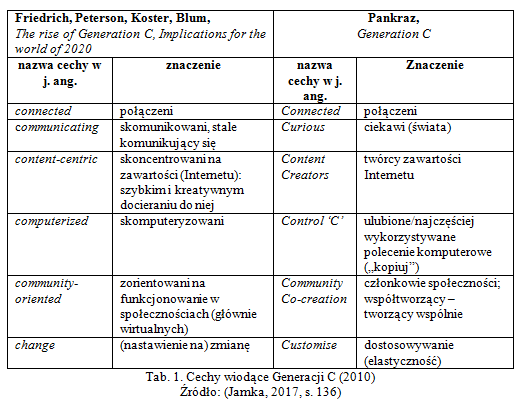 Friedrich, Peterson, Koster, Blum,
The rise of Generation C, Implications for the
world of 2020
Pankraz,
Generation C
nazwa cechy w
j. ang.
znaczenie
nazwa
cechy w j.
ang.
Znaczenie
connected
połączeni
Connected
połączeni
communicating
skomunikowani, stale
komunikujący się
Curious
ciekawi (świata)
content-centric
skoncentrowani na
zawartości (Internetu):
szybkim i kreatywnym
docieraniu do niej
Content
Creators
twórcy zawartości
Internetu
computerized
skomputeryzowani
Control ‘C’
ulubione/najczęściej
wykorzystywane
polecenie komputerowe
(„kopiuj”)
community-
oriented
zorientowani na
funkcjonowanie w
społecznościach (głównie
wirtualnych)
Community
Co-creation
członkowie społeczności;
współtworzący –
tworzący wspólnie
change
(nastawienie na) zmianę
Customise
dostosowywanie
(elastyczność)
Tab. 1. Cechy wiodące Generacji C (2010)
Źródło: (Jamka, 2017, s. 136)